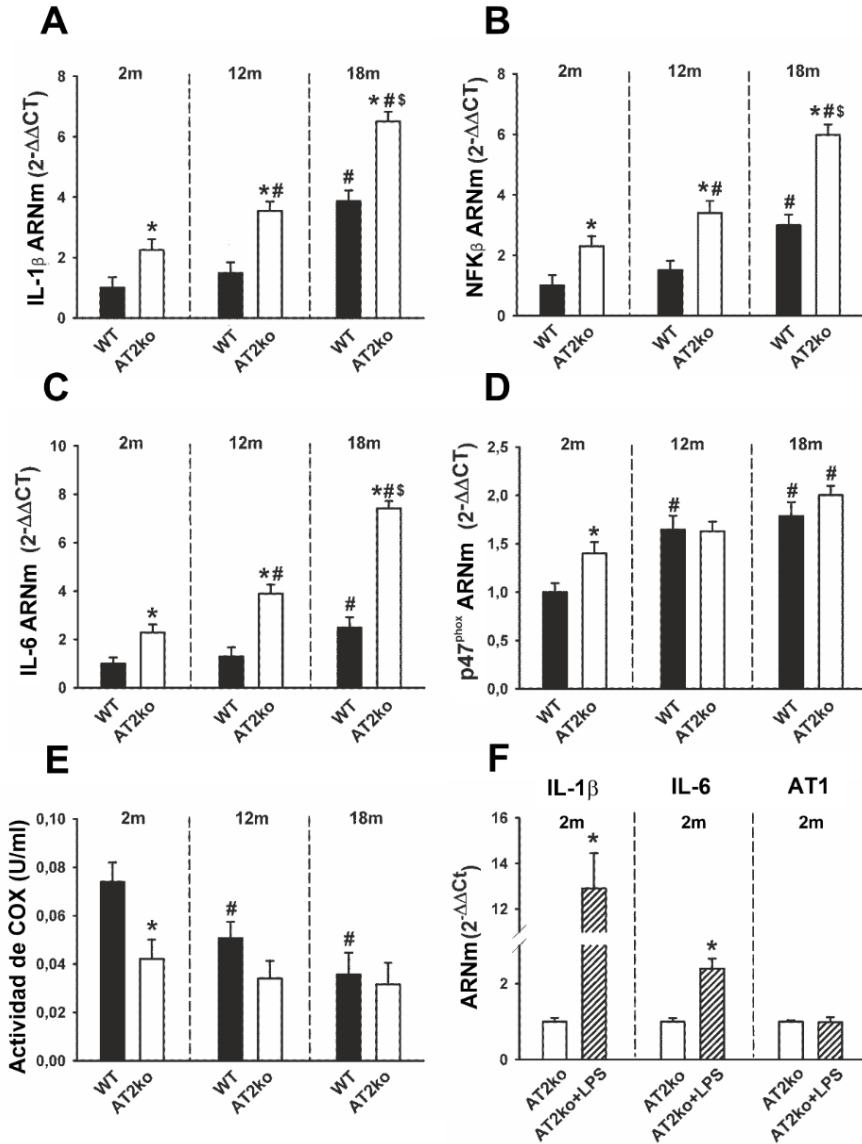 A
2m 12m 18m
IL-1β ARNm (2-ΔΔCT)
8
6
4
2
0
*
*#
#
*#$
WT AT2ko WT AT2ko WT AT2ko
B
2m 12m 18m
NFKβ ARNm (2-ΔΔCT)
8
6
4
2
0
*
*#
#
*#$
WT AT2ko WT AT2ko WT AT2ko
C
2m 12m 18m
IL-6 ARNm (2-ΔΔCT)
10
8
6
4
2
0
*
*#
#
*#$
WT AT2ko WT AT2ko WT AT2ko
D
2m 12m 18m
p47phox ARNm (2-ΔΔCT)
2,5
2,0
1,5
1,0
0,5
0,0
*
#
#
#
WT AT2ko WT AT2ko WT AT2ko
E
2m 12m 18m
Actividad de COX (U/ml)
0,10
0,08
0,06
0,04
0,02
0,00
*
#
#
WT AT2ko WT AT2ko WT AT2ko
F
IL-1β IL-6 AT1
2m 2m 2m
ARNm(2-ΔΔCt)
16
14
12
2
0
*
*
AT2ko AT2ko+LPS AT2ko AT2ko+LPS AT2ko AT2ko+LPS